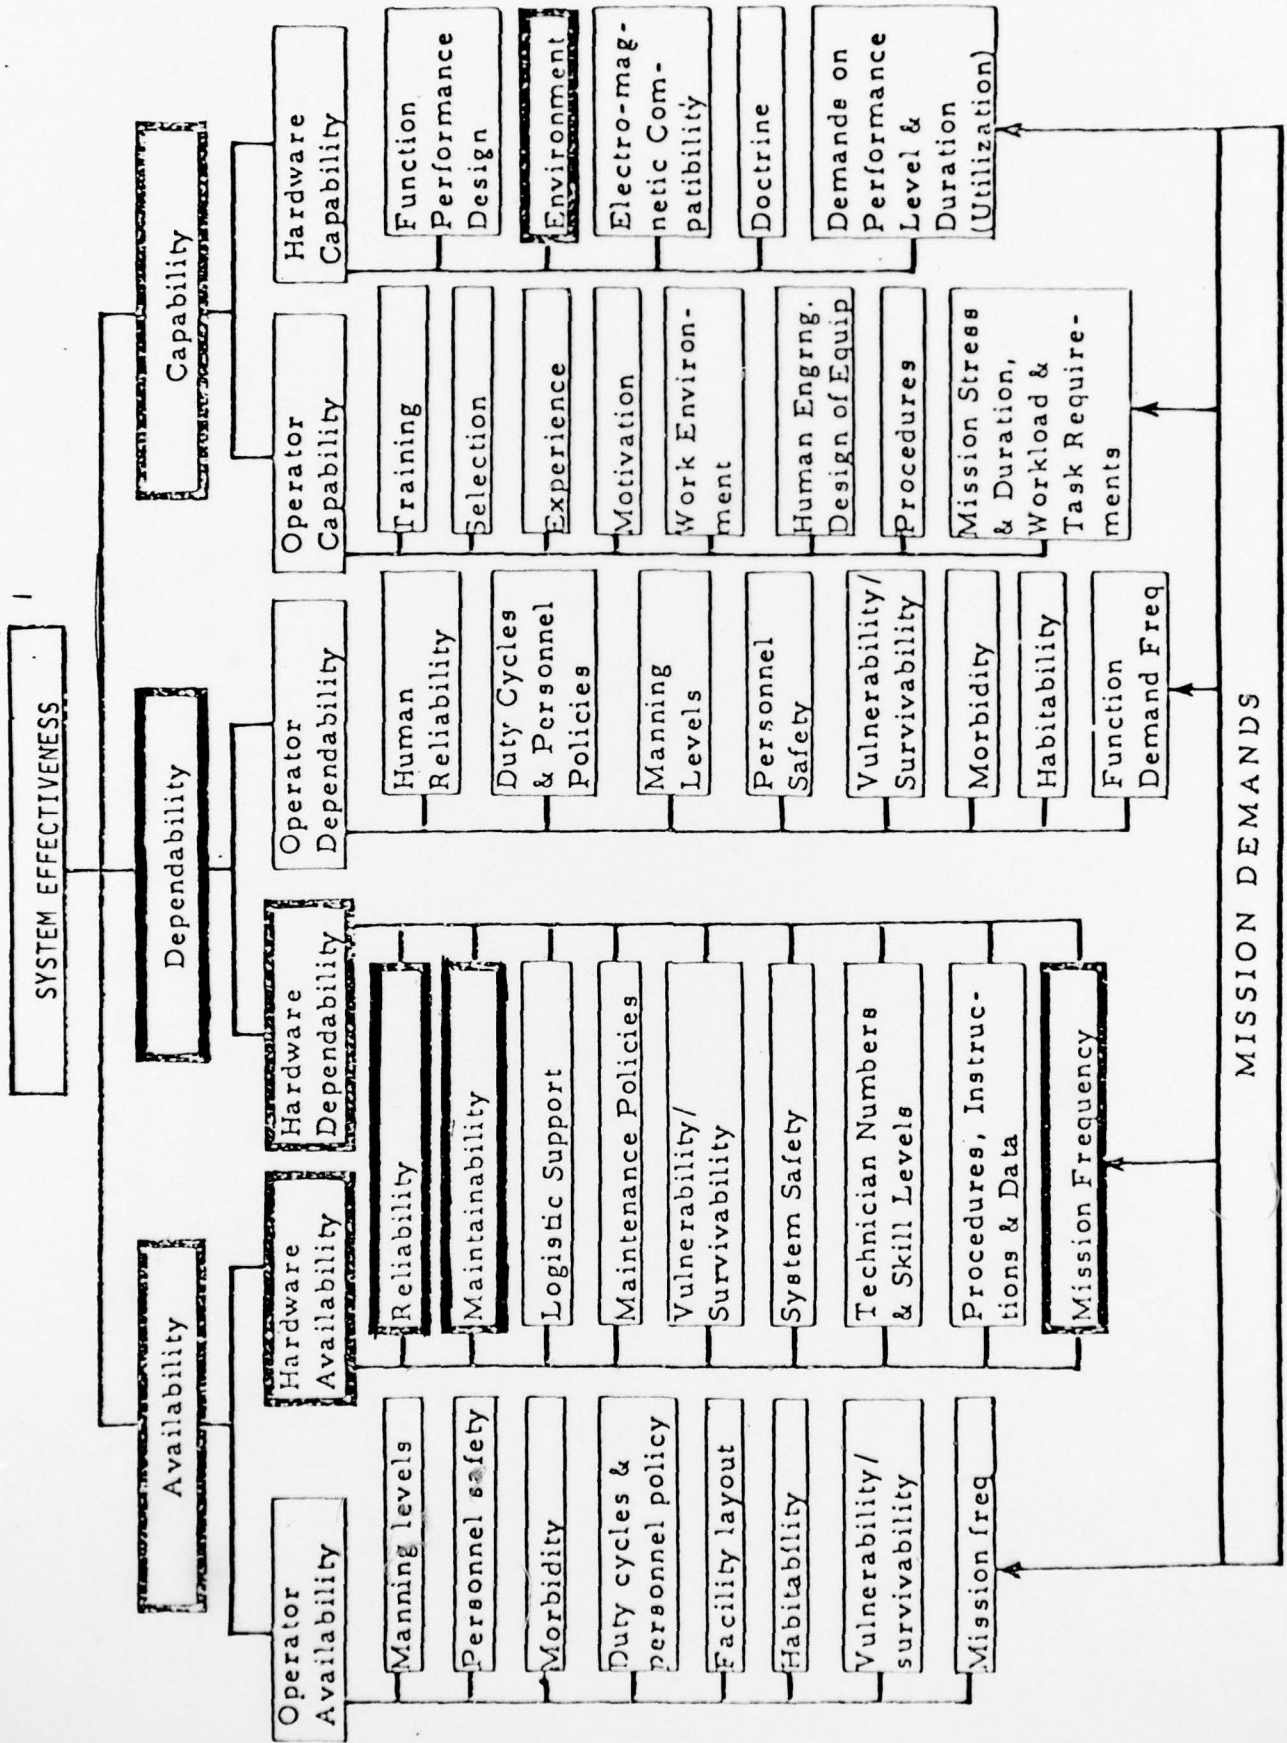 SYSTEM EFFECTIVENESS
Availability
Dependability
Capability
Operator
Availability
Hardware
Availability
Hardware
Dependability
Operator
Dependability
Operator
Capability
Hardware
Capability
Manning levels
Personnel safety
Morbidity
Duty cycles &
personnel policy
Facility layout
Habitability
Vulnerability/
survivability
Mission freq
Reliability
Maintainability
Logistic Support
Maintenance Policies
Vulnerability/
Survivability
System Safety
Technician Numbers
& Skill Levels
Procedures, Instruc-
tions & Data
Mission Frequency
Human
Reliability
Duty Cycles
& Personnel
Policies
Manning
Levels
Personnel
Safety
Vulnerability/
Survivability
Morbidity
Habitability
Function
Demand Freq
Training
Selection
Experience
Motivation
Work Environ-
ment
Human Engrng.
Design of Equip
Procedures
Mission Stress
& Duration,
Workload &
Task Require-
ments
Function
Performance
Design
Environment
Electro-mag-
netic Com-
patibility
Doctrine
Demands on
Performance
Level &
Duration
(Utilization)
MISSION DEMANDS